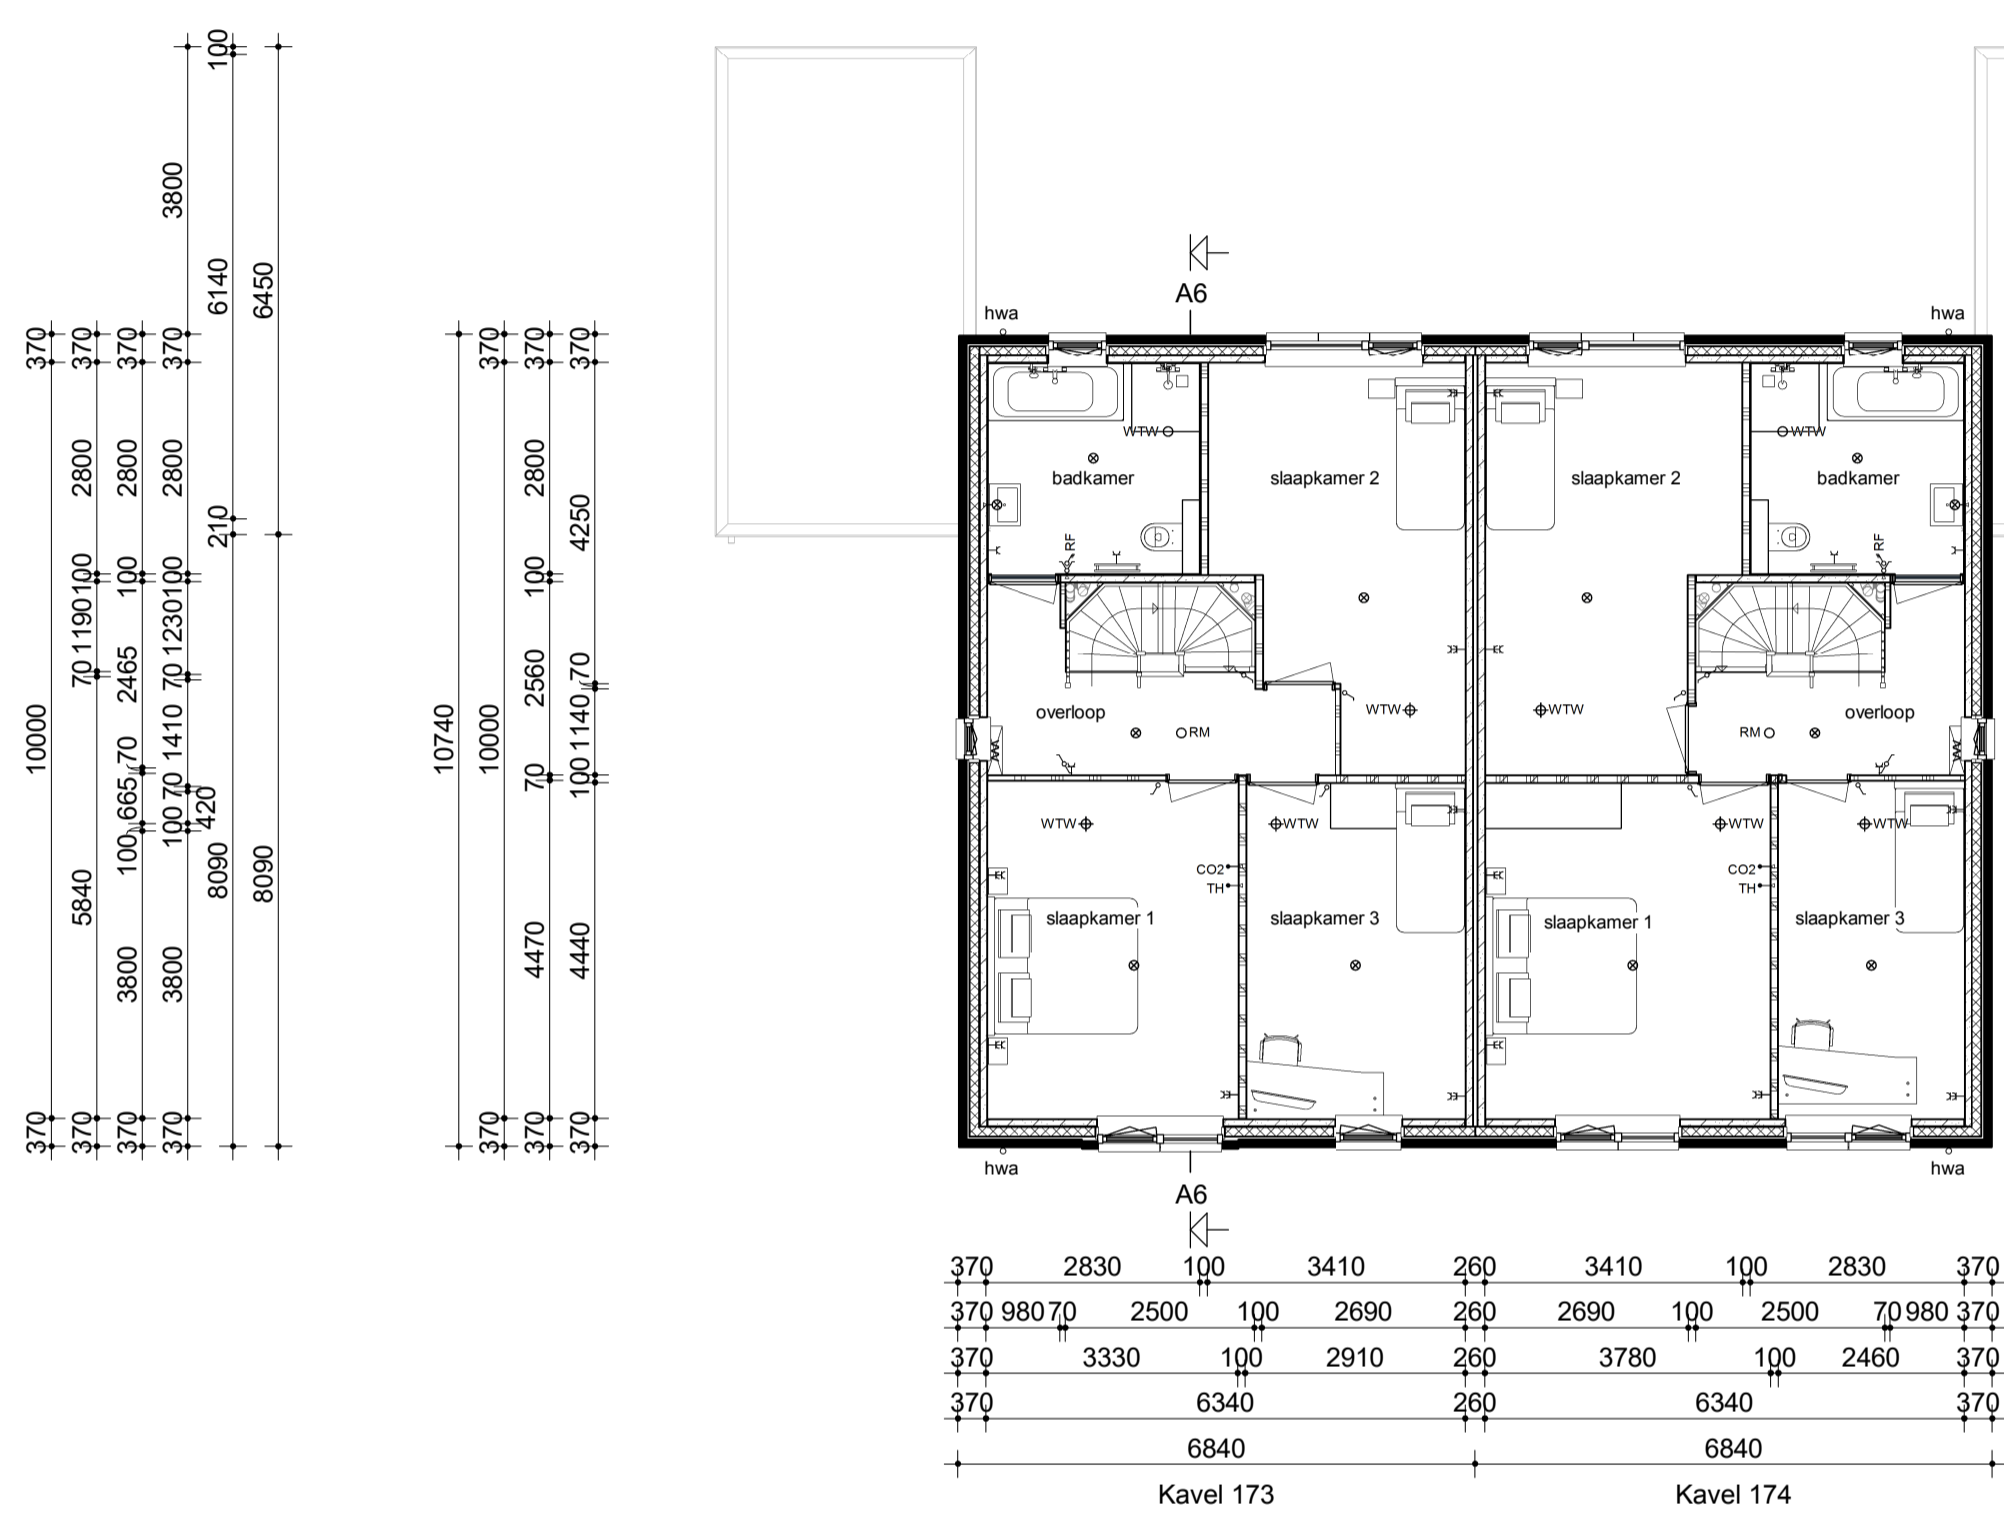 100
3800
6140
6450
370
370
370
370
370
370
370
2800
2800
2800
2800
4250
210
100
100
100
100
1190
2465
1230
70
70
2560
70
10000
10740
10000
1410
1140
70
70
70
100
665
420
100
100
5840
8090
8090
3800
3800
4470
4440
370
370
370
370
370
370
370
A6
hwa
hwa
WTW
WTW
badkamer
slaapkamer 2
slaapkamer 2
badkamer
RF
RF
overloop
WTW
WTW
overloop
RM
RM
WTW
WTW
WTW
WTW
CO2
CO2
TH
TH
slaapkamer 1
slaapkamer 3
slaapkamer 1
slaapkamer 3
hwa
hwa
A6
370 2830 100 3410 260 3410 100 2830 370
370 980 70 2500 100 2690 260 2690 100 2500 70 980 370
370 3330 100 2910 260 3780 100 2460 370
370 6340 260 6340 370
6840 6840
Kavel 173 Kavel 174